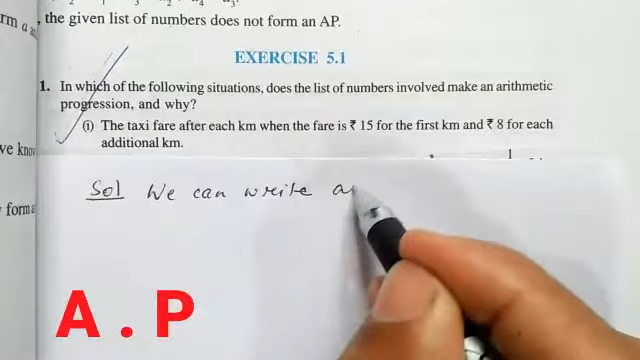 , the given list of numbers does not form an AP.
EXERCISE 5.1
1. In which of the following situations, does the list of numbers involved make an arithmetic
progression, and why?
(i) The taxi fare after each km when the fare is ₹ 15 for the first km and ₹ 8 for each
additional km.
Sol We can write
A . P